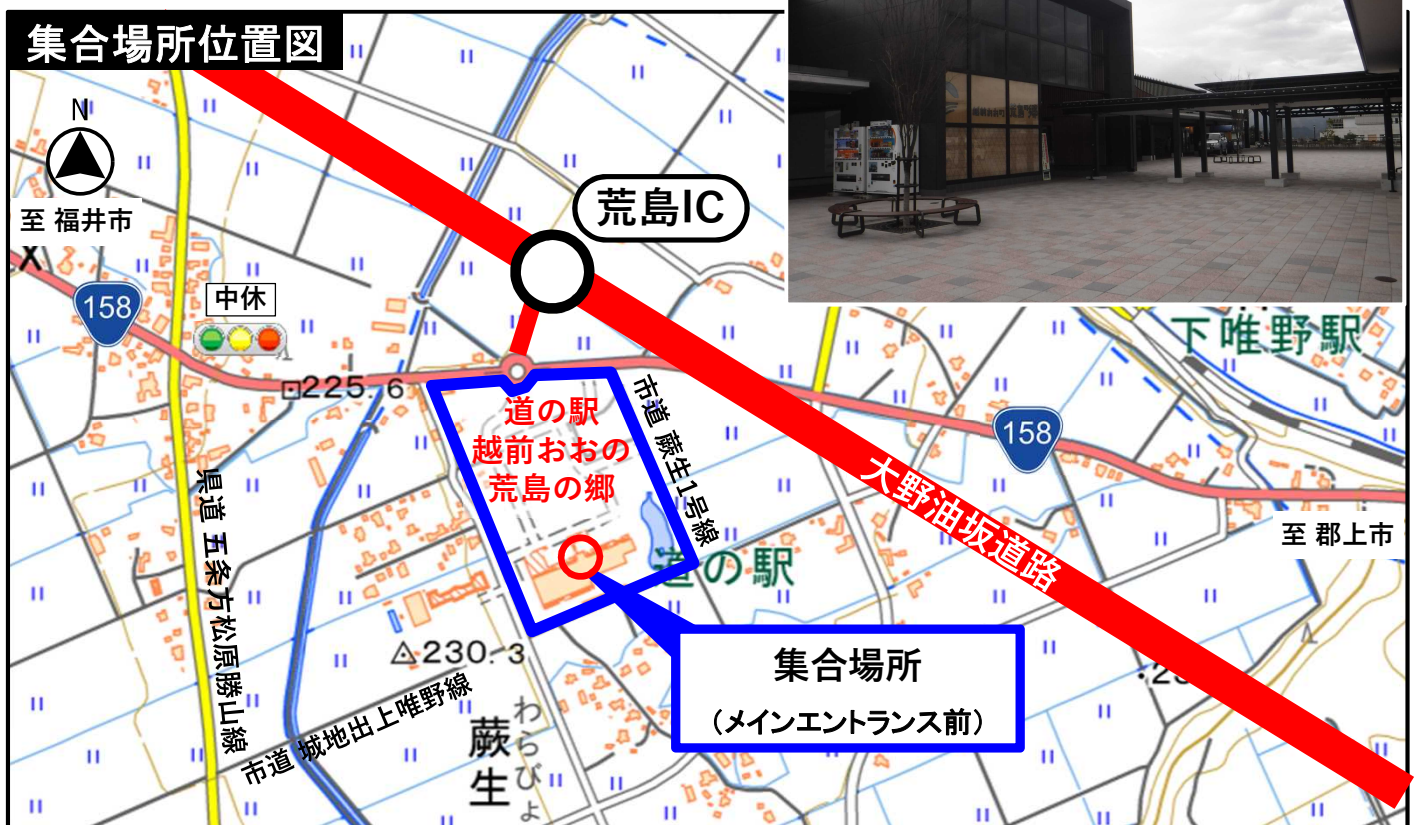 集合場所位置図
N
至 福井市
荒島IC
158
中休
下唯野駅
225.6
道の駅
越前おおの
荒島の郷
市道 蕨生1号線
158
大野油坂道路
県道 五条方松原勝山線
道の駅
至 郡上市
集合場所
（メインエントランス前）
230.3
市道 城地出上唯野線
蕨生
わらびょ